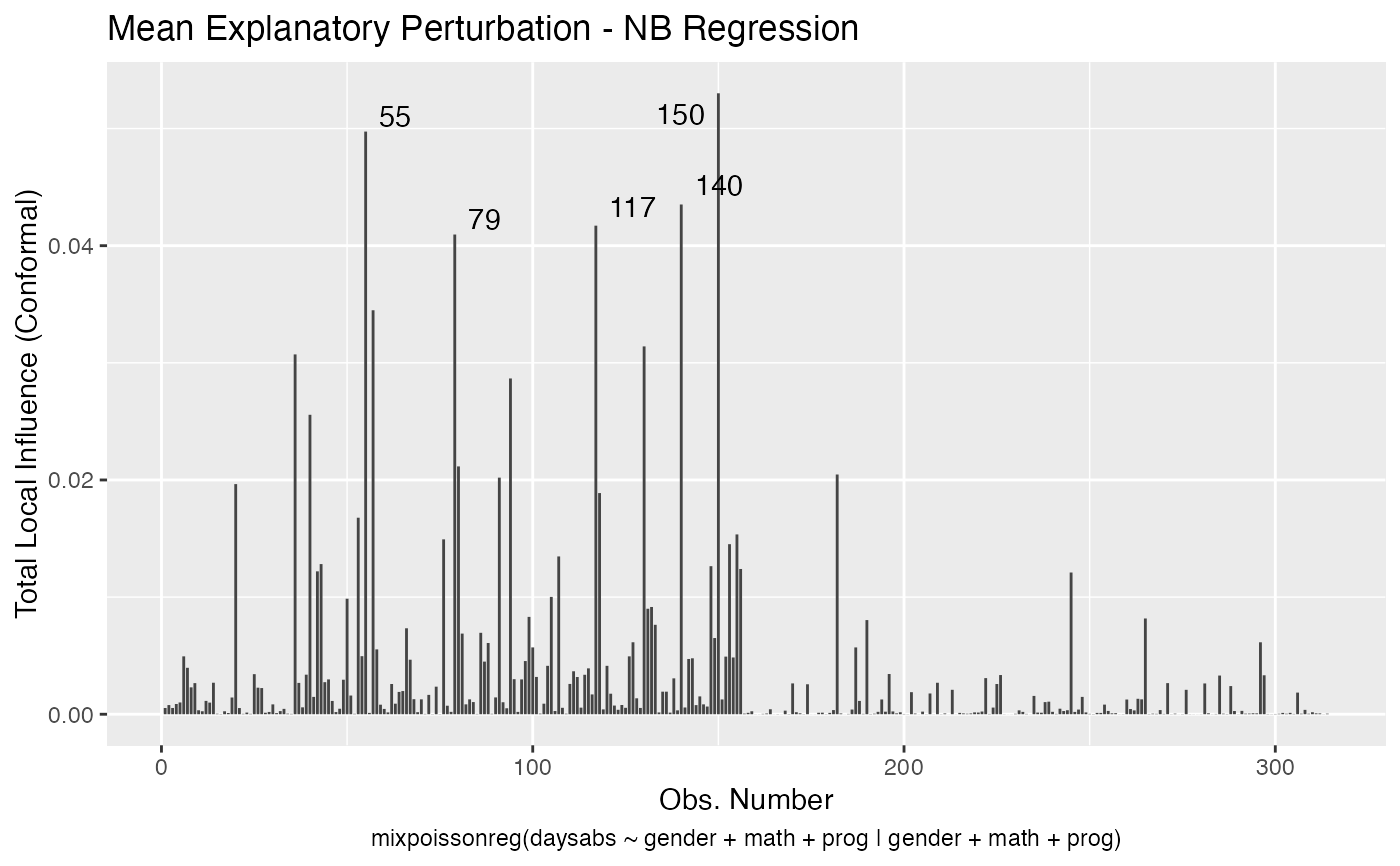 Mean Explanatory Perturbation - NB Regression
Total Local Influence (Conformal)
55
150
140
117
79
0.04
0.02
0.00
0 100 200 300
Obs. Number
mixpoissonreg(daysabs ~ gender + math + prog | gender + math + prog)